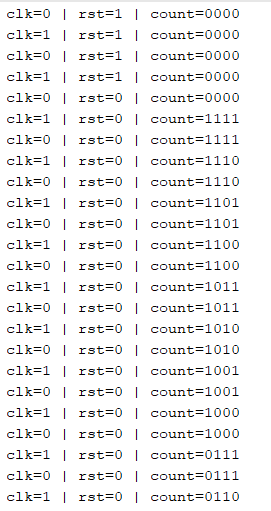 clk=0 | rst=1 | count=0000
clk=1 | rst=1 | count=0000
clk=0 | rst=1 | count=0000
clk=1 | rst=1 | count=0000
clk=0 | rst=0 | count=0000
clk=1 | rst=0 | count=1111
clk=0 | rst=0 | count=1111
clk=1 | rst=0 | count=1110
clk=0 | rst=0 | count=1110
clk=1 | rst=0 | count=1101
clk=0 | rst=0 | count=1101
clk=1 | rst=0 | count=1100
clk=0 | rst=0 | count=1100
clk=1 | rst=0 | count=1011
clk=0 | rst=0 | count=1011
clk=1 | rst=0 | count=1010
clk=0 | rst=0 | count=1010
clk=1 | rst=0 | count=1001
clk=0 | rst=0 | count=1001
clk=1 | rst=0 | count=1000
clk=0 | rst=0 | count=1000
clk=1 | rst=0 | count=0111
clk=0 | rst=0 | count=0111
clk=1 | rst=0 | count=0110